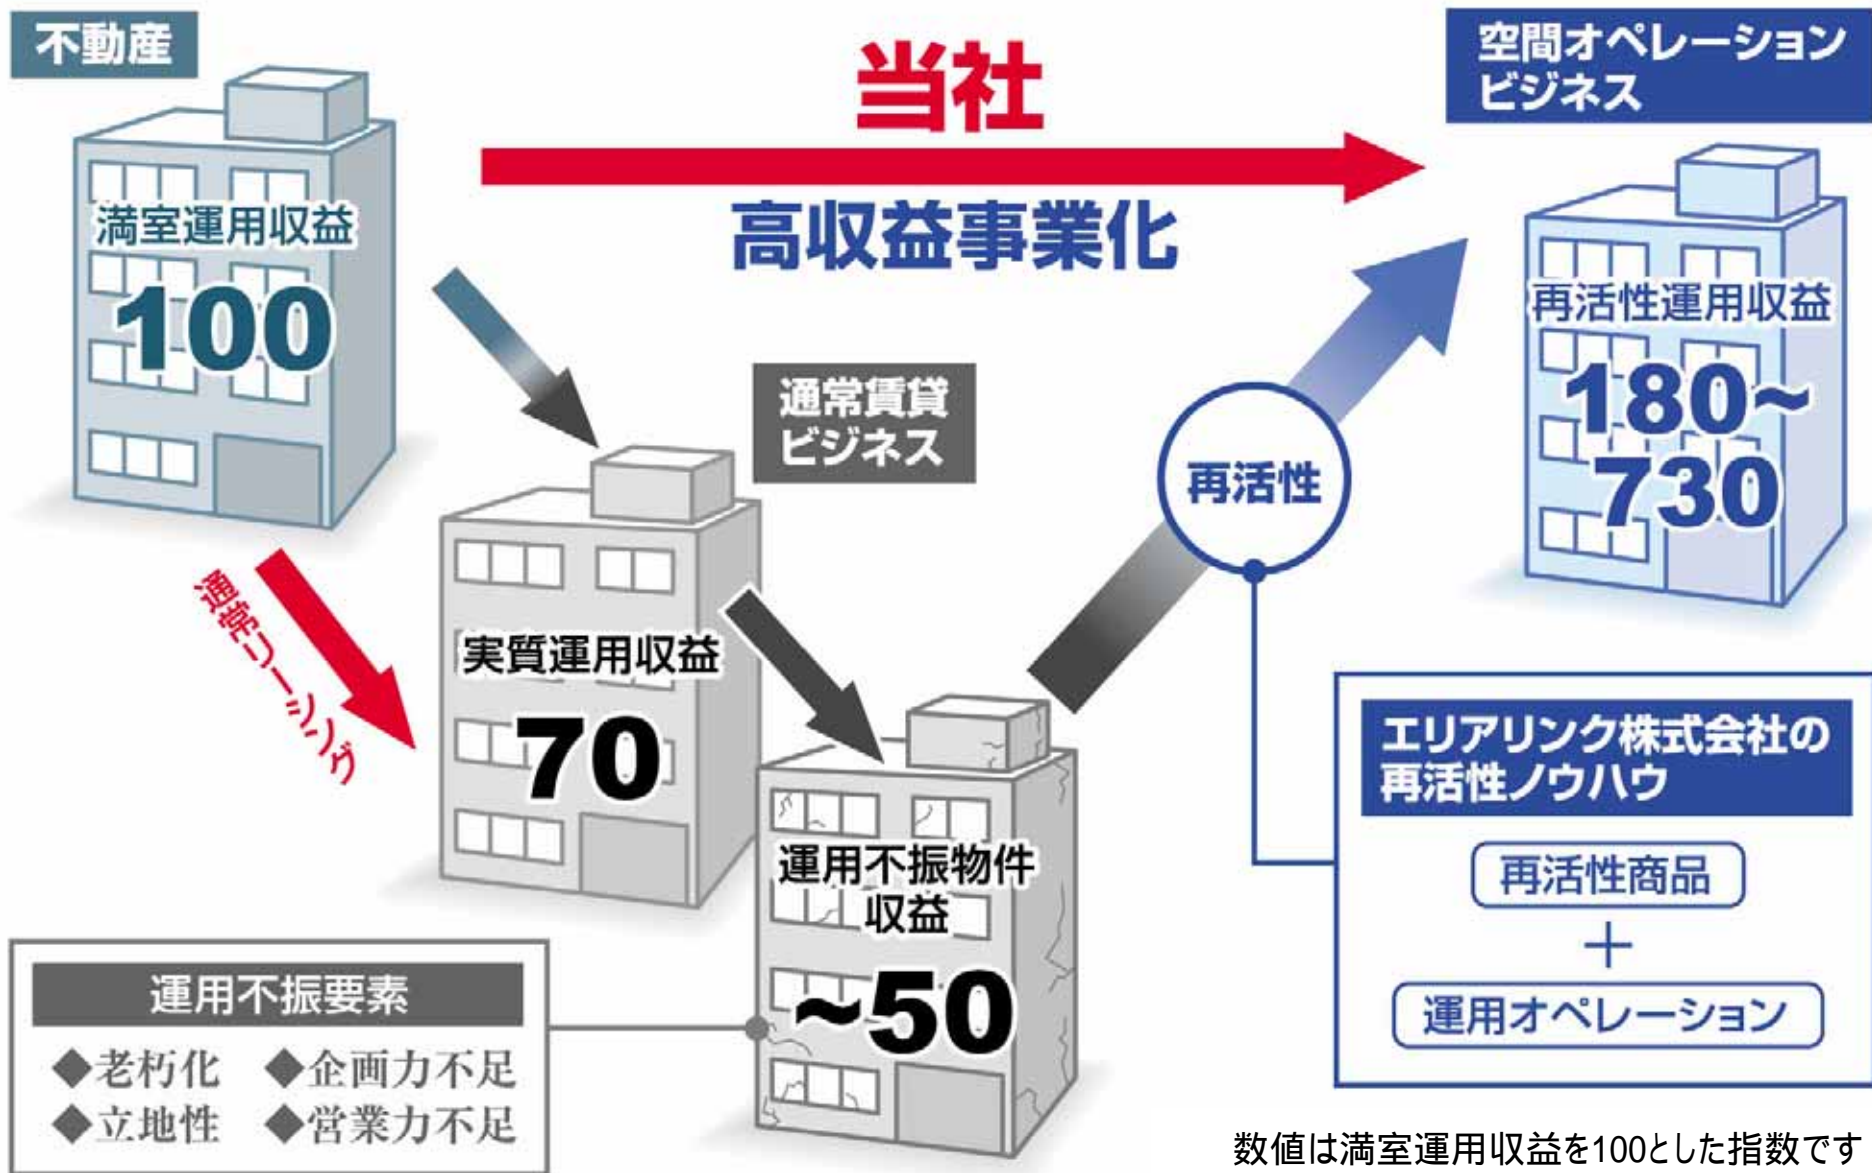 不動産
満室運用収益
100
当社
高収益事業化
空間オペレーション
ビジネス
再活性運用収益
180~
730
通常リーシング
通常賃貸
ビジネス
実質運用収益
70
運用不振物件
収益
~50
再活性
エリアリンク株式会社の
再活性ノウハウ
再活性商品
+
運用オペレーション
運用不振要素
◆老朽化 ◆企画力不足
◆立地性 ◆営業力不足
数値は満室運用収益を100とした指数です